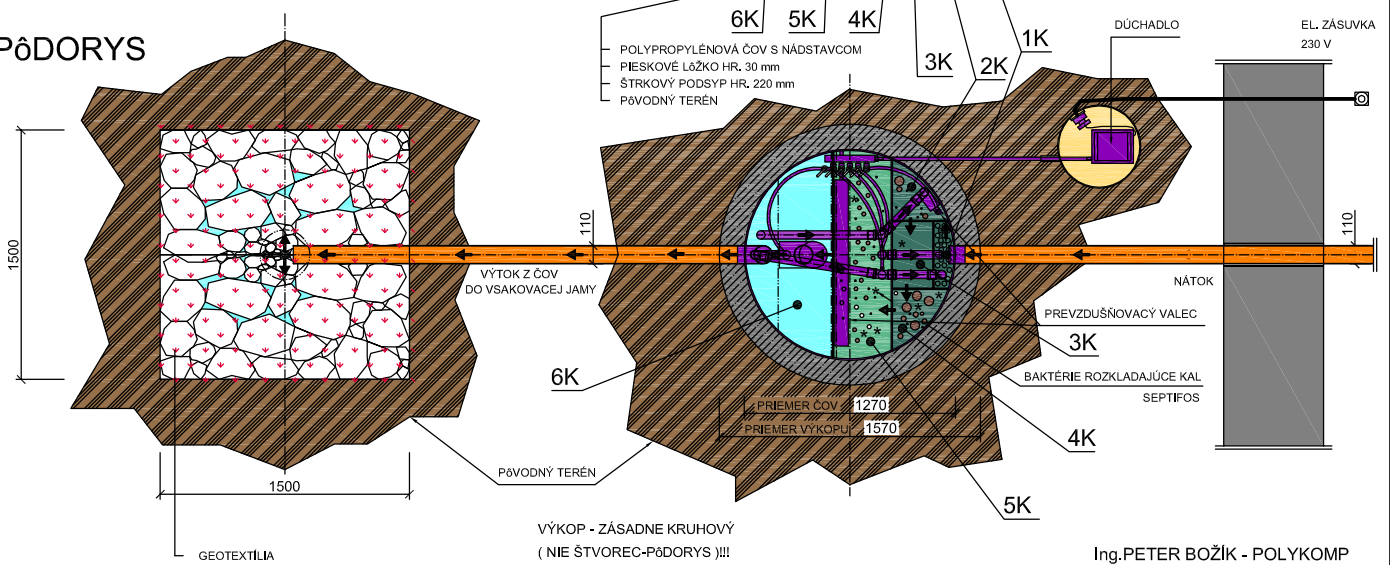 PôDORYS
6K
5K
4K
3K
2K
1K
POLYPROPYLÉNOVÁ ČOV S NÁDSTAVCOM
PIESKOVÉ LôŽKO HR. 30 mm
ŠTRKOVÝ PODSYP HR. 220 mm
PôVODNÝ TERÉN
DÚCHADLO
EL. ZÁSUVKA
230 V
1500
110
110
VÝTOK Z ČOV
DO VSAKOVACEJ JAMY
NÁTOK
PREVZDUŠŇOVACÝ VALEC
3K
6K
BAKTÉRIE ROZKLADAJÚCE KAL
SEPTIFOS
PRIEMER ČOV 1270
PRIEMER VÝKOPU 1570
4K
PôVODNÝ TERÉN
1500
5K
VÝKOP - ZÁSADNE KRUHOVÝ
( NIE ŠTVOREC-PôDORYS )!!!
GEOTEXTÍLIA
Ing.PETER BOŽÍK - POLYKOMP